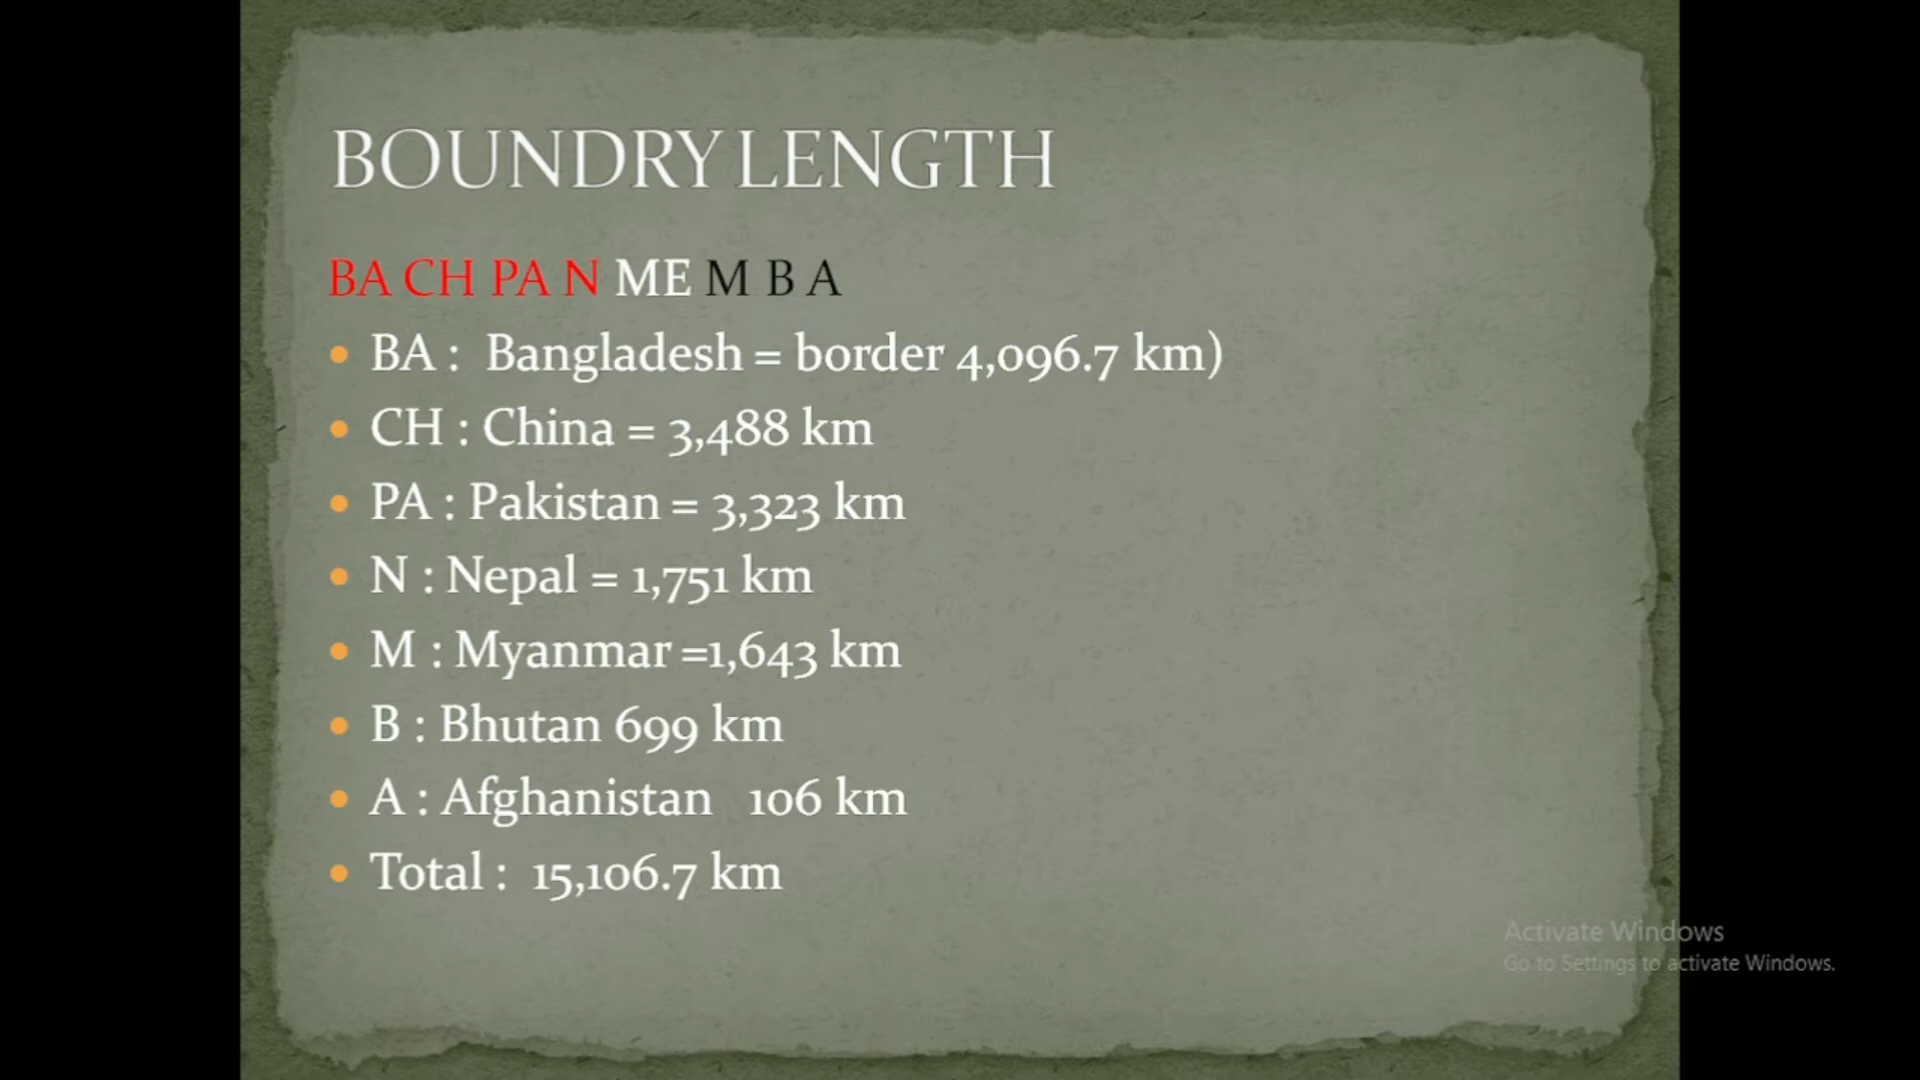 BOUNDRY LENGTH
BA CH PA N ME M B A
• BA :  Bangladesh = border 4,096.7 km)
• CH : China = 3,488 km
• PA : Pakistan = 3,323 km
• N : Nepal = 1,751 km
• M : Myanmar =1,643 km
• B : Bhutan 699 km
• A : Afghanistan   106 km
• Total :  15,106.7 km
Activate Windows
Go to Settings to activate Windows.